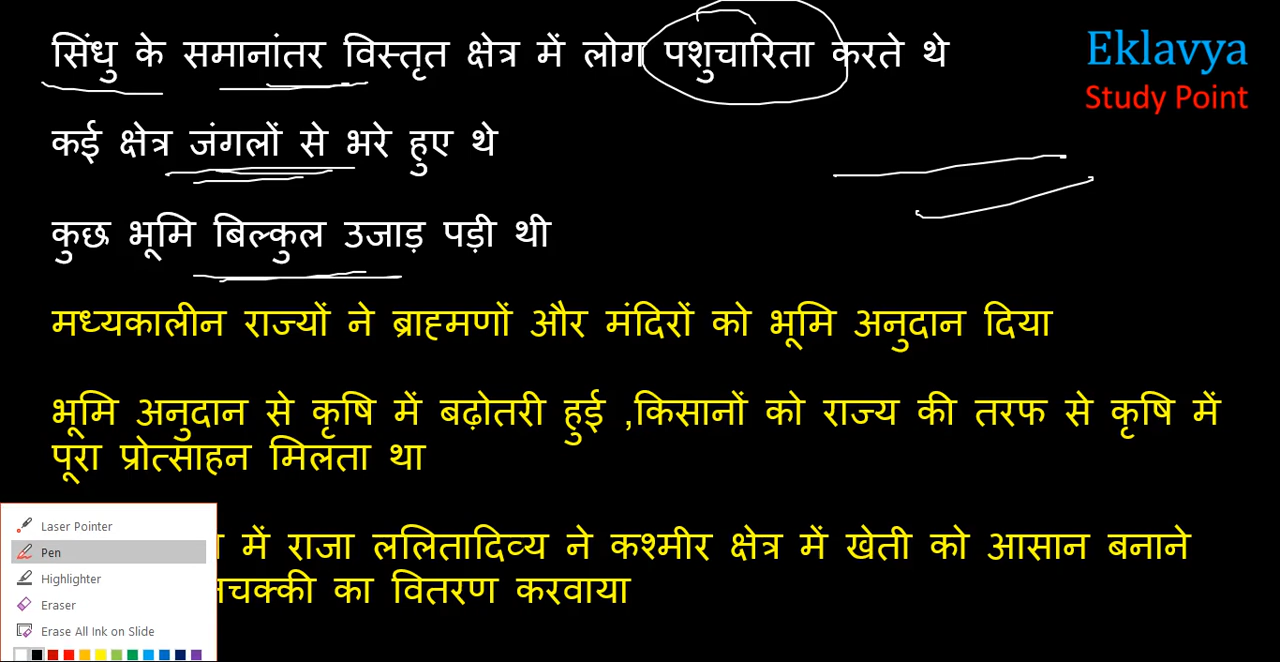 सिंधु के समानांतर विस्तृत क्षेत्र में लोग पशुचारिता करते थे
Eklavya
Study Point
कई क्षेत्र जंगलों से भरे हुए थे
कुछ भूमि बिल्कुल उजाड़ पड़ी थी
मध्यकालीन राज्यों ने ब्राह्मणों और मंदिरों को भूमि अनुदान दिया
भूमि अनुदान से कृषि में बढ़ोतरी हुई ,किसानों को राज्य की तरफ से कृषि में
पूरा प्रोत्साहन मिलता था
में राजा ललितादिव्य ने कश्मीर क्षेत्र में खेती को आसान बनाने
का वितरण करवाया
Laser Pointer
Pen
Highlighter
Eraser
Erase All Ink on Slide